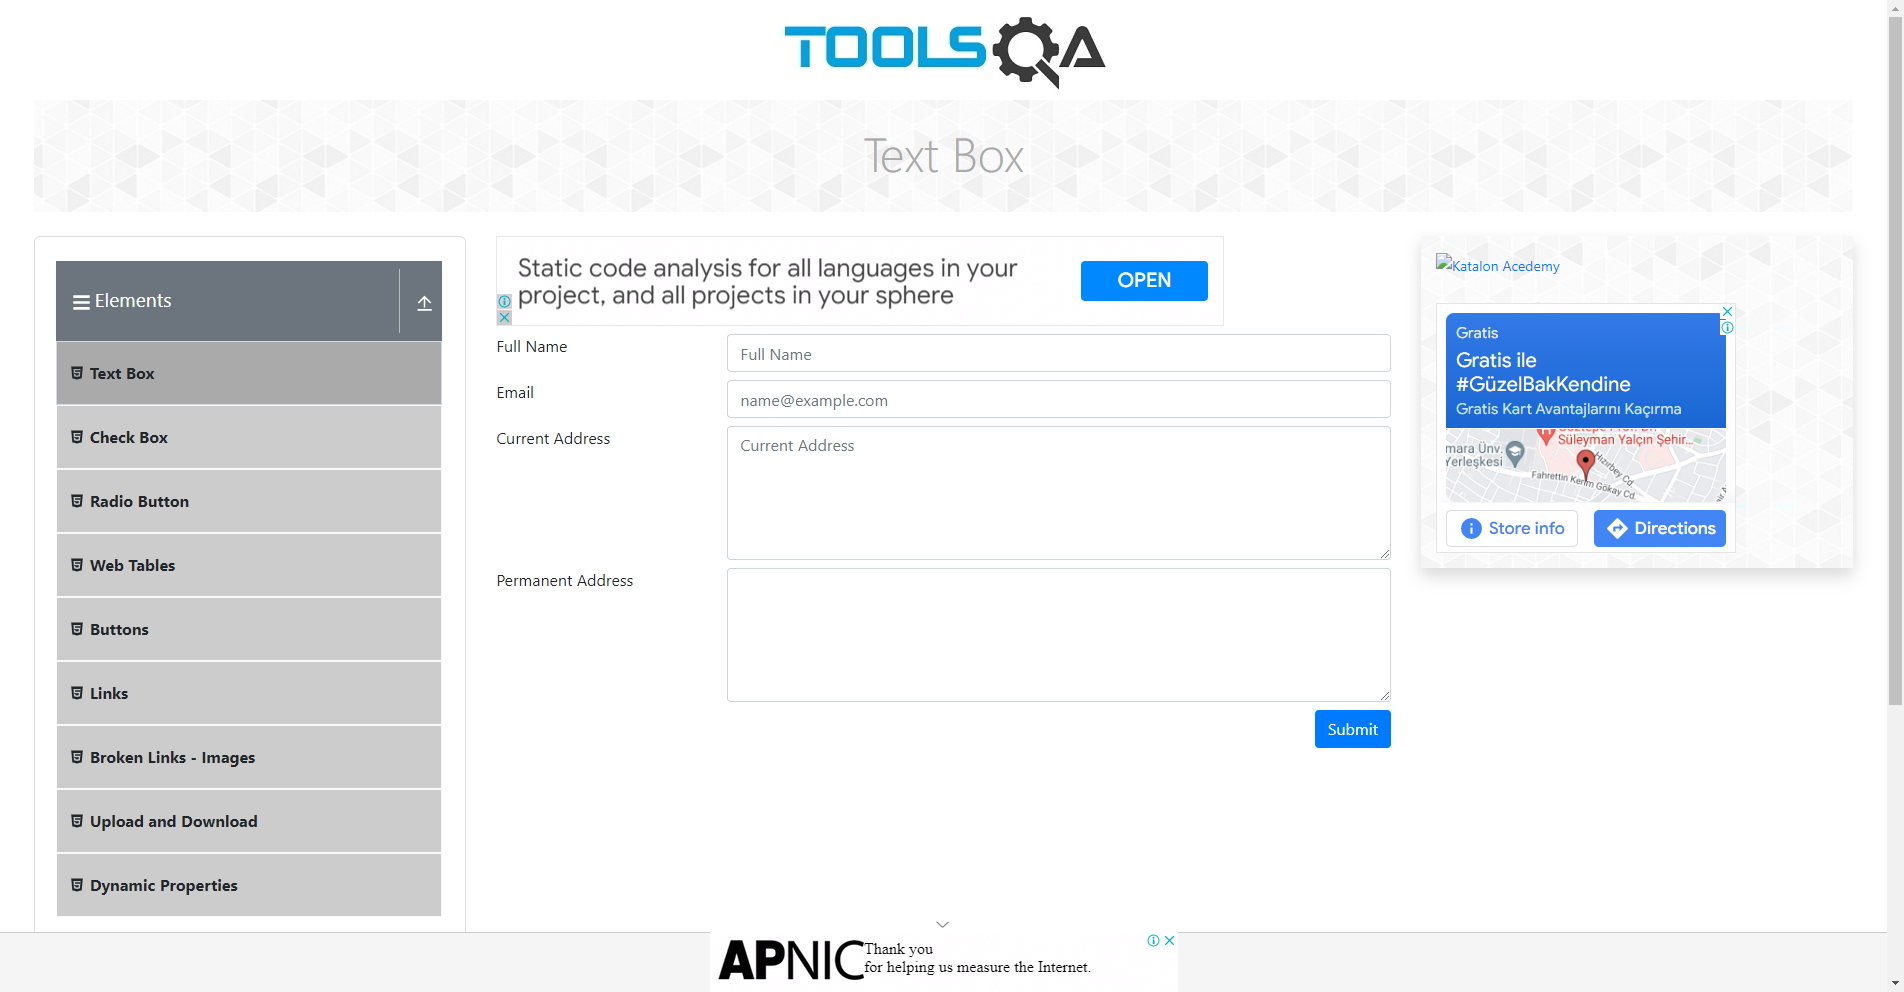 TOOLSQA
Text Box
Elements
Text Box
Check Box
Radio Button
Web Tables
Buttons
Links
Broken Links - Images
Upload and Download
Dynamic Properties
Static code analysis for all languages in your
project, and all projects in your sphere
OPEN
Full Name
Full Name
Email
name@example.com
Current Address
Current Address
Permanent Address
Submit
Katalon Acedemy
Gratis
Gratis ile
#GüzelBakKendine
Gratis Kart Avantajlarını Kaçırma
Süleyman Yalçın Şehir...
mara Ünv.
Yerleşkesi
Hızırbey Cd.
Fahrettin Kerim Gökay Cd.
Store info
Directions
APNIC
Thank you
for helping us measure the Internet.